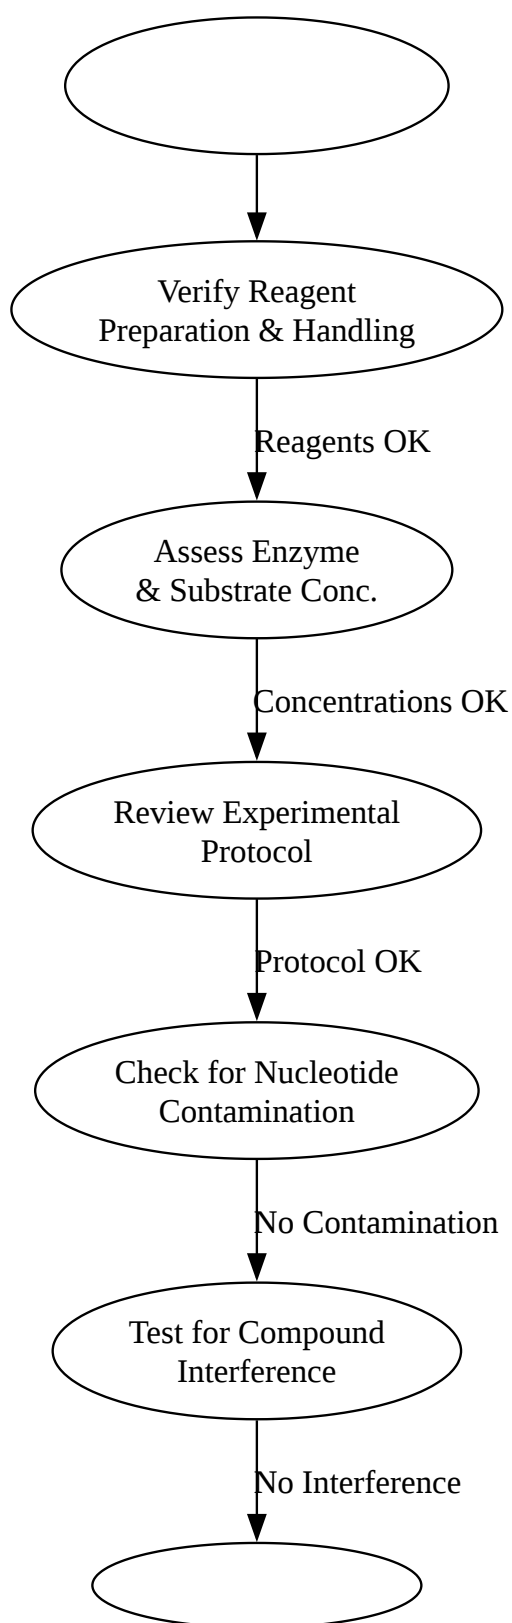 Verify Reagent
Preparation & Handling
Reagents OK
Assess Enzyme
& Substrate Conc.
Concentrations OK
Review Experimental
Protocol
Protocol OK
Check for Nucleotide
Contamination
No Contamination
Test for Compound
Interference
No Interference